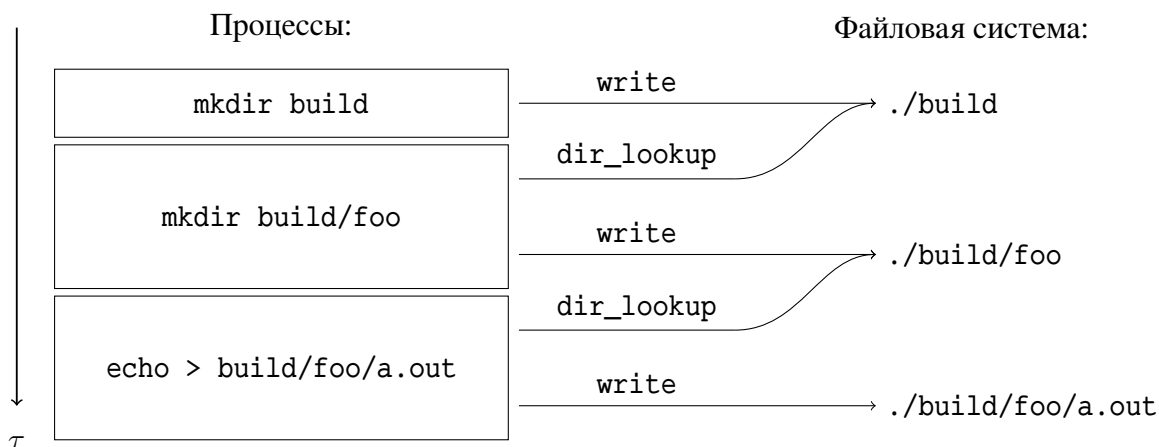 Процессы:
Файловая система:
mkdir build
write
./build
dir_lookup
mkdir build/foo
write
./build/foo
dir_lookup
echo > build/foo/a.out
write
./build/foo/a.out
τ